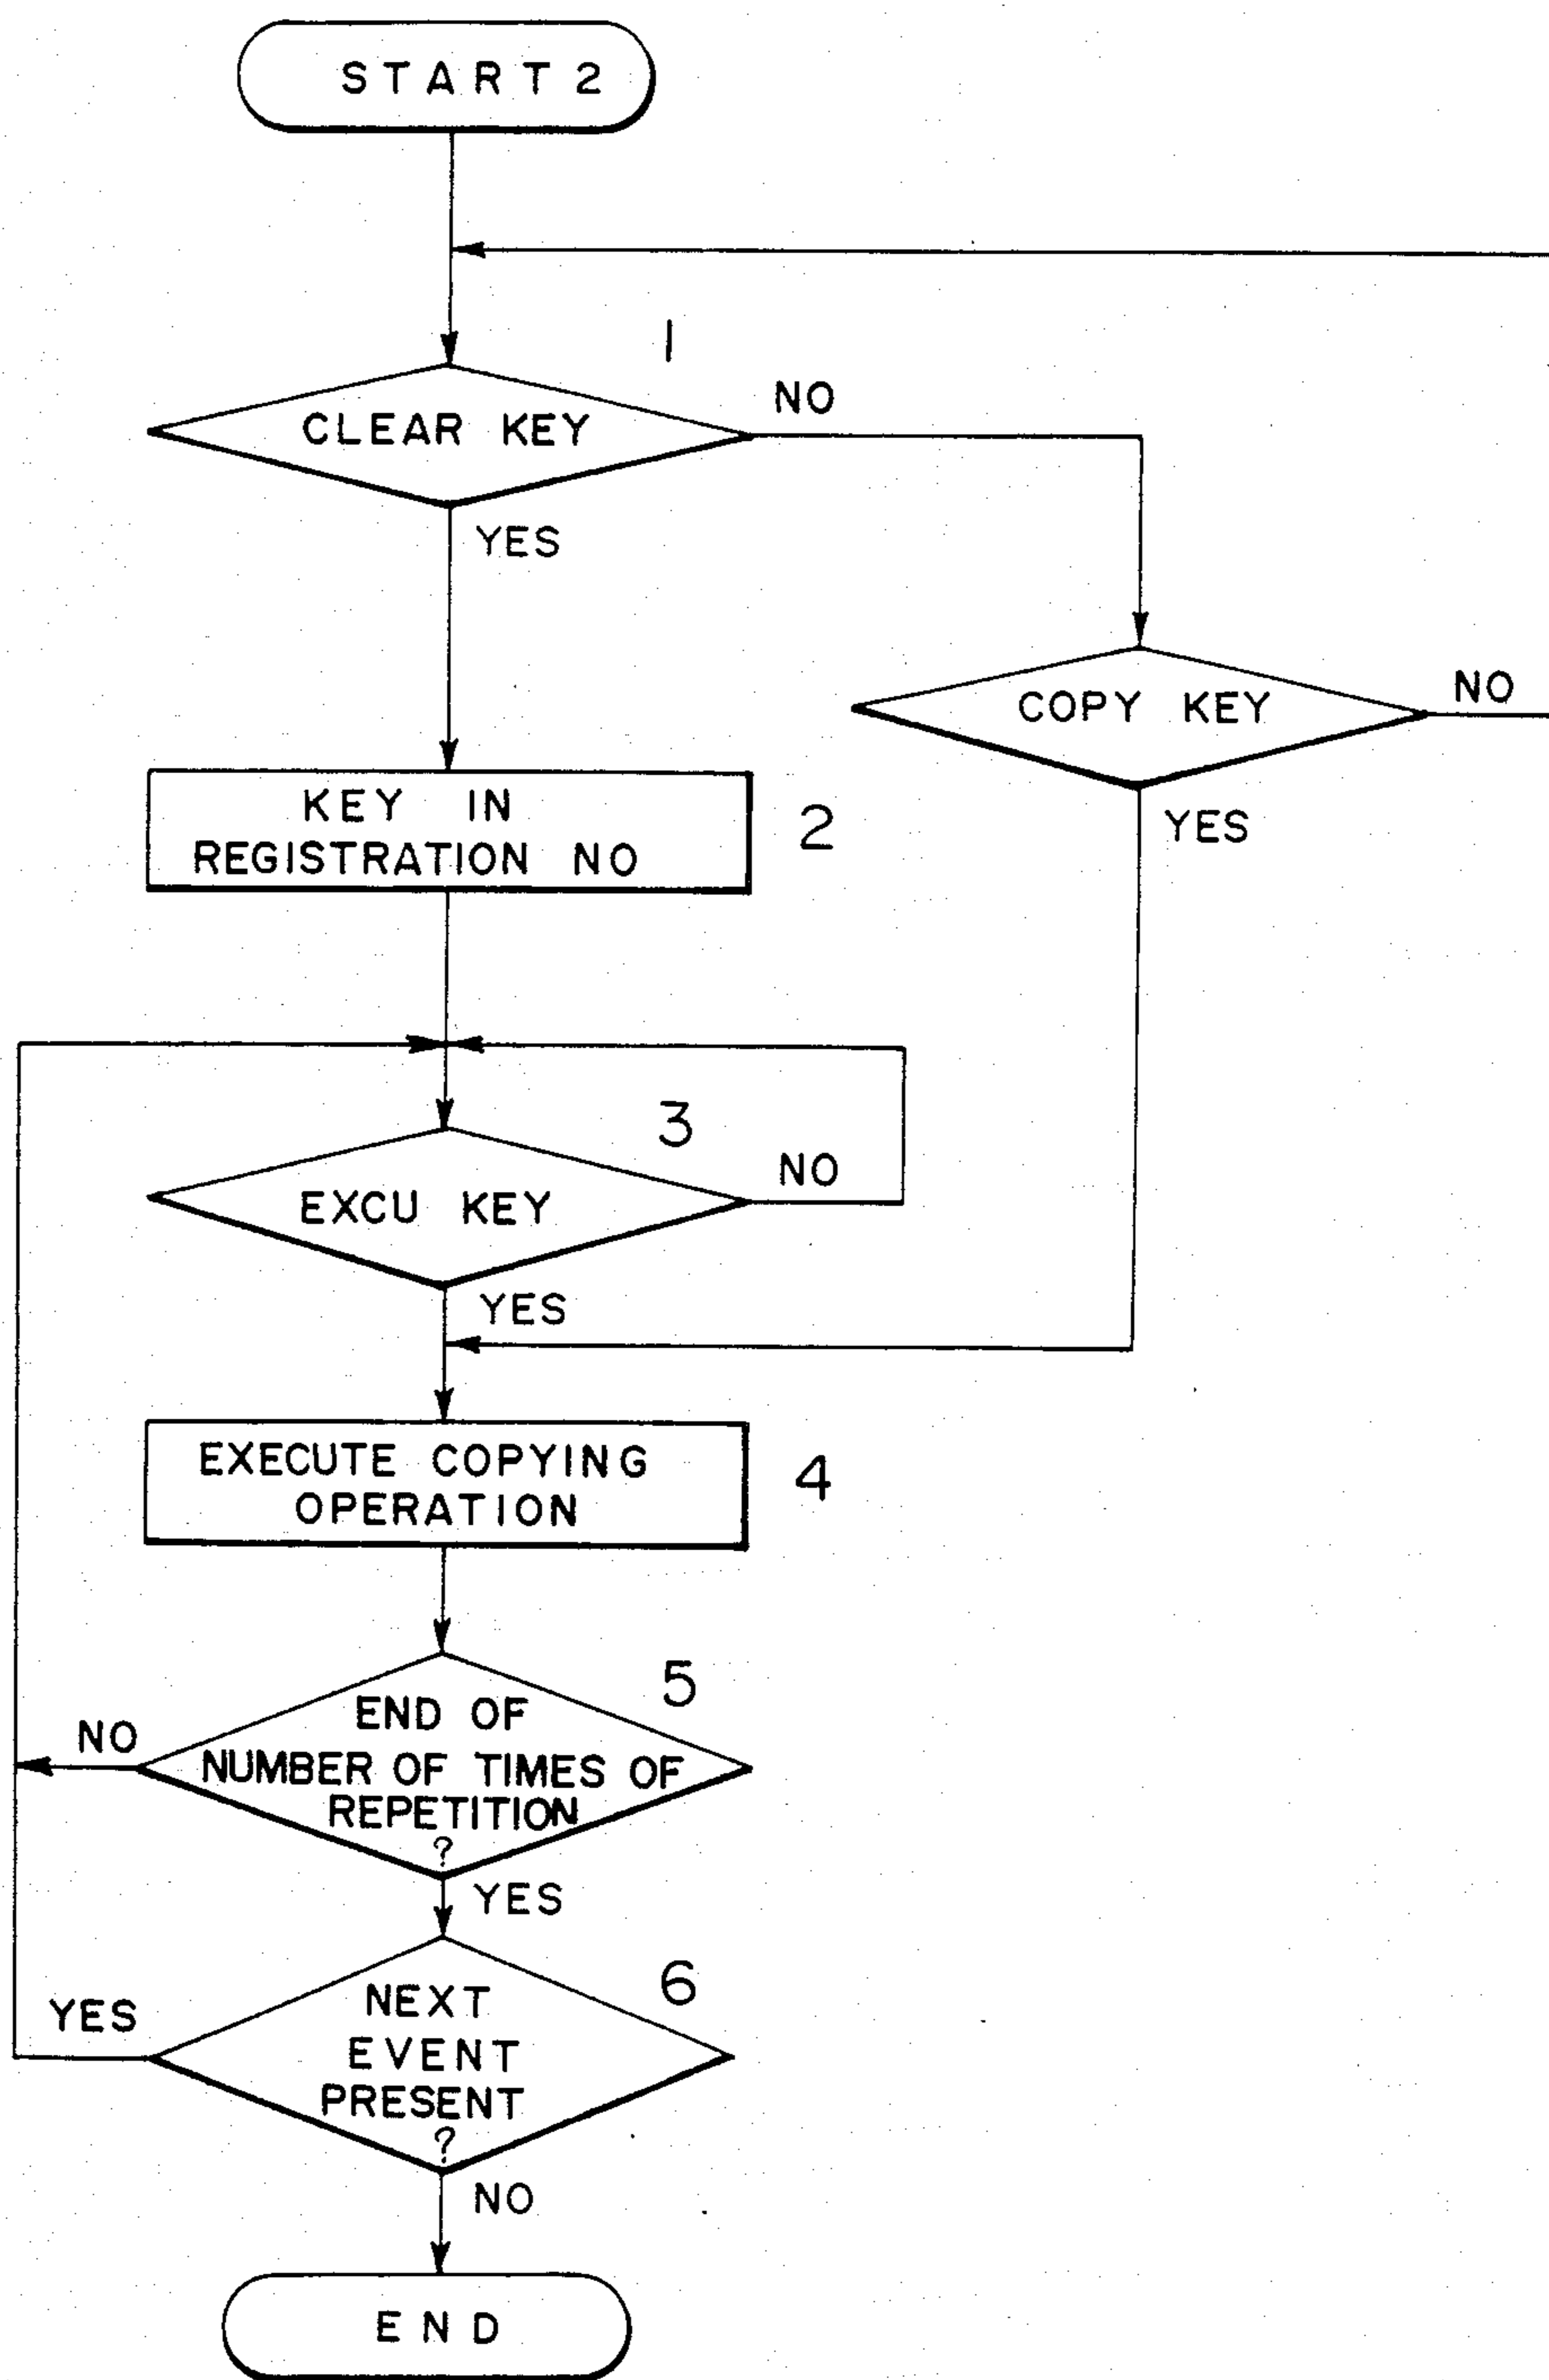 START 2
1
CLEAR KEY
NO
YES
COPY KEY
NO
YES
KEY IN
REGISTRATION NO
2
3
EXCU KEY
NO
YES
EXECUTE COPYING
OPERATION
4
5
END OF
NUMBER OF TIMES OF
REPETITION
?
NO
YES
6
NEXT
EVENT
PRESENT
?
YES
NO
END